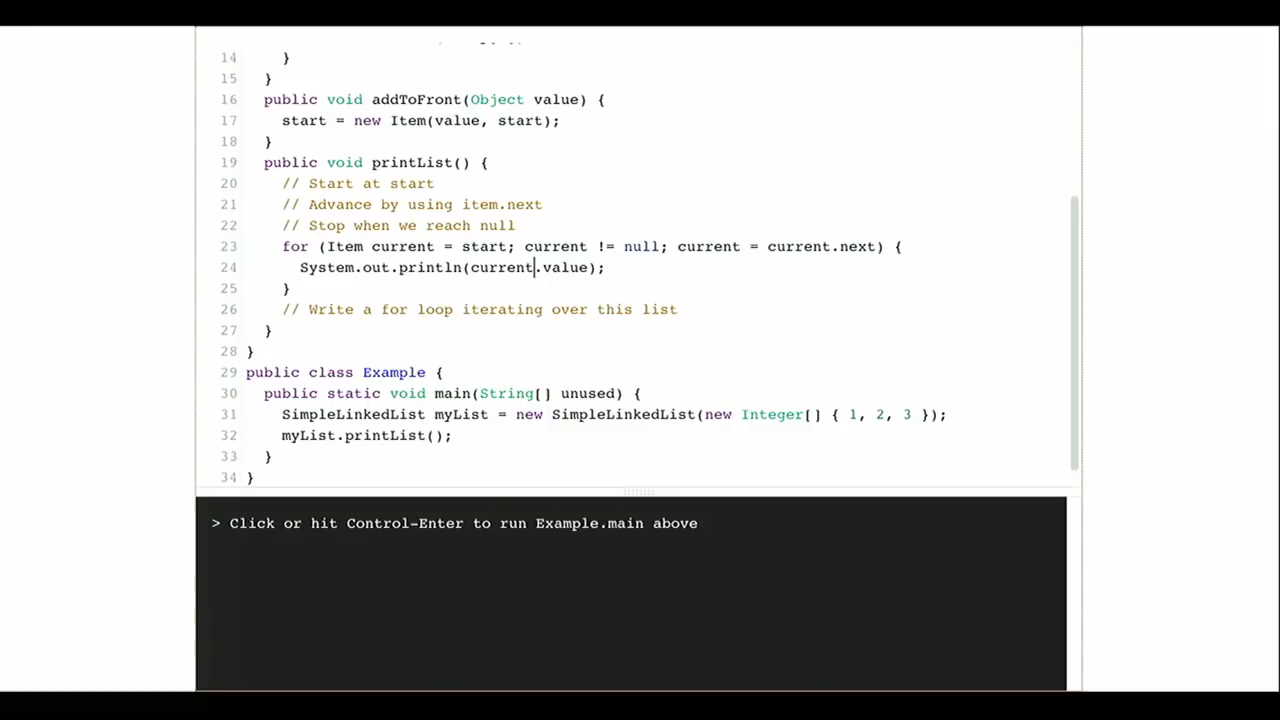 14 }
15 }
16 public void addToFront(Object value) {
17 start = new Item(value, start);
18 }
19 public void printList() {
20 // Start at start
21 // Advance by using item.next
22 // Stop when we reach null
23 for (Item current = start; current != null; current = current.next) {
24 System.out.println(current.value);
25 }
26 // Write a for loop iterating over this list
27 }
28 }
29 public class Example {
30 public static void main(String[] unused) {
31 SimpleLinkedList myList = new SimpleLinkedList(new Integer[] { 1, 2, 3 });
32 myList.printList();
33 }
34 }
> Click or hit Control-Enter to run Example.main above